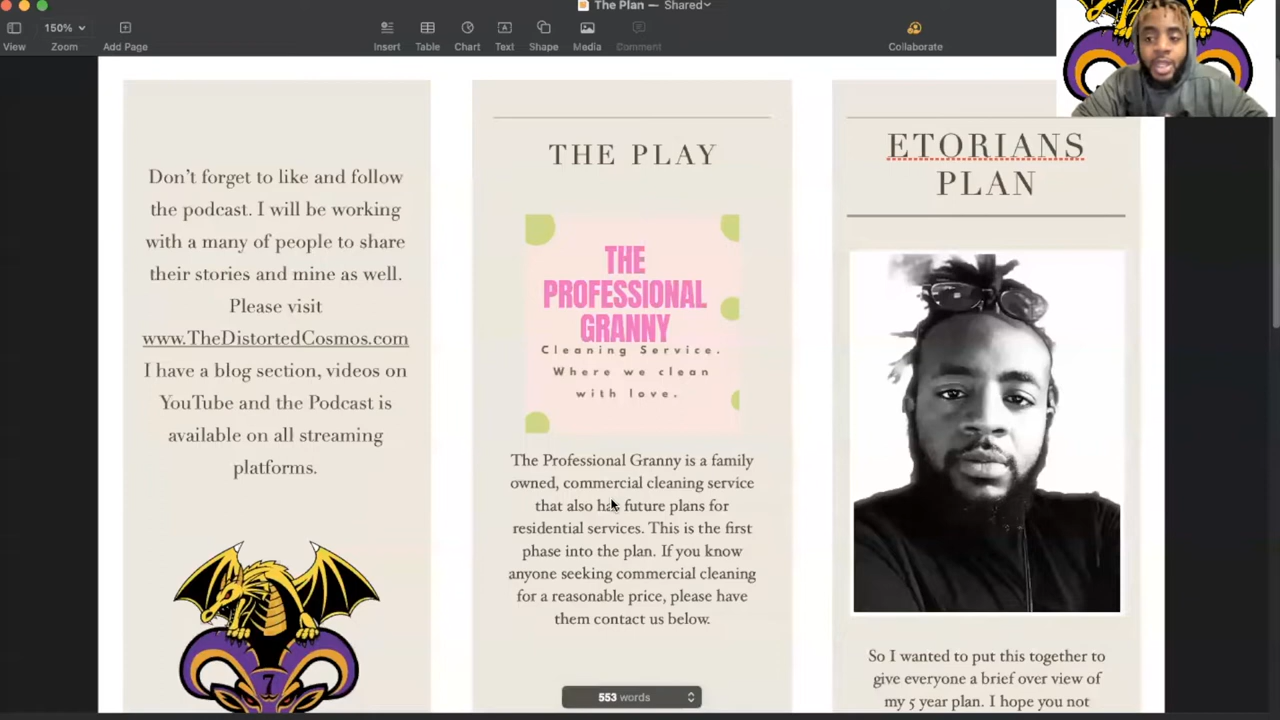 The Plan — Shared
150%
View
Zoom
Add Page
Insert
Table
Chart
Text
Shape
Media
Comment
Collaborate
Don't forget to like and follow
the podcast. I will be working
with a many of people to share
their stories and mine as well.
Please visit
www.TheDistortedCosmos.com
I have a blog section, videos on
YouTube and the Podcast is
available on all streaming
platforms.
7
THE PLAY
THE
PROFESSIONAL
GRANNY
Cleaning Service.
Where we clean
with love.
The Professional Granny is a family
owned, commercial cleaning service
that also has future plans for
residential services. This is the first
phase into the plan. If you know
anyone seeking commercial cleaning
for a reasonable price, please have
them contact us below.
553 words
ETORIANS
PLAN
So I wanted to put this together to
give everyone a brief over view of
my 5 year plan. I hope you not